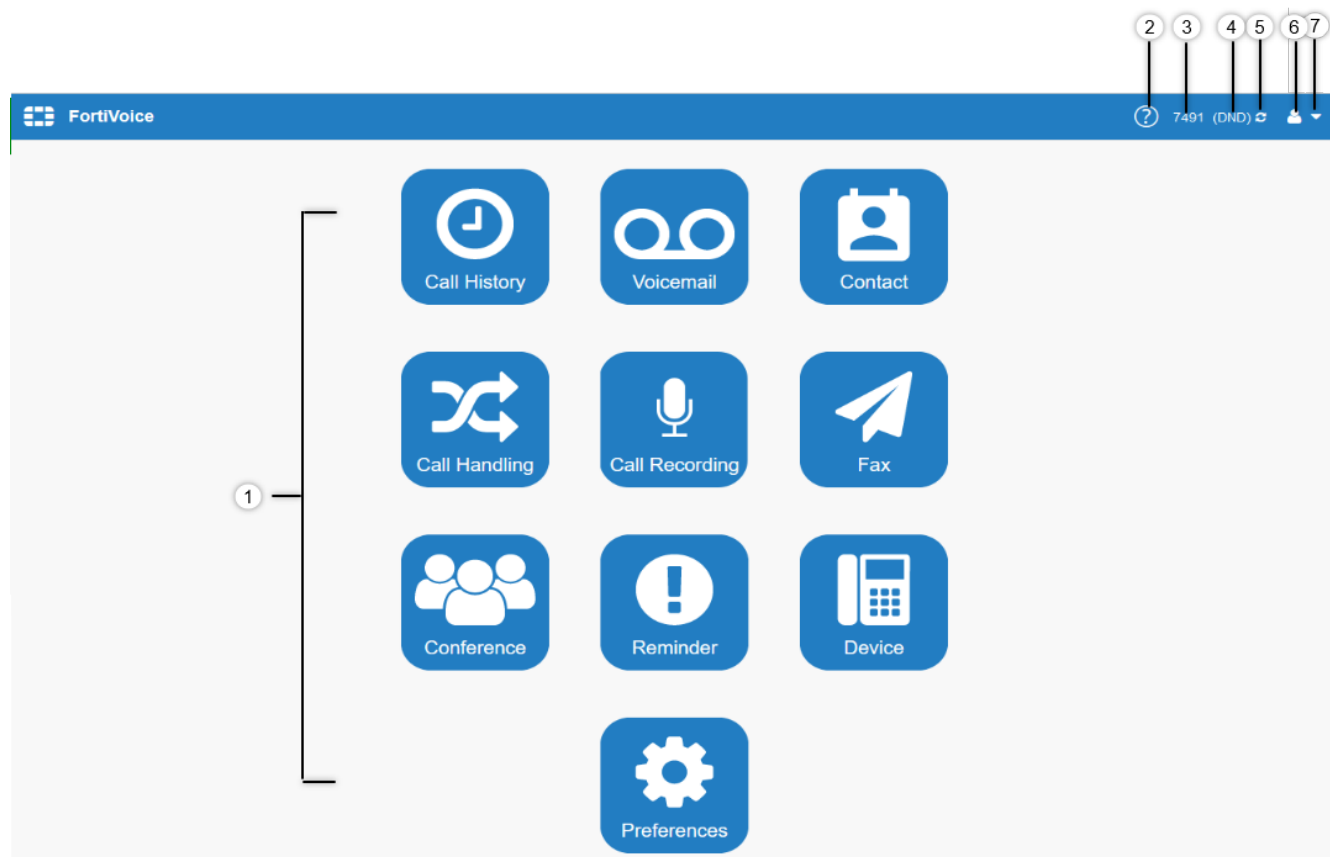 2 3 4 5 6 7
FortiVoice ? 7491 (DND)
Call History Voicemail Contact
Call Handling Call Recording Fax
1
Conference Reminder Device
Preferences